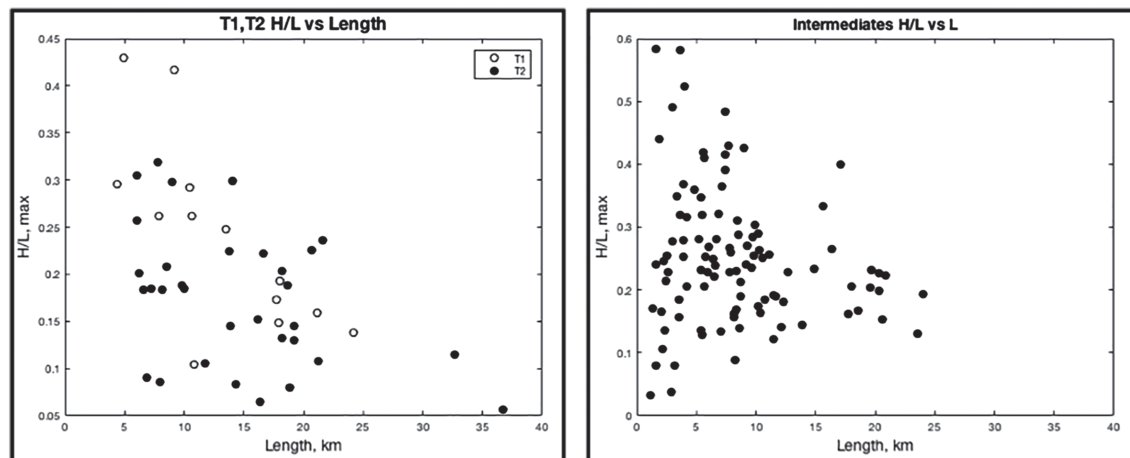 T1,T2 H/L vs Length
0.45
0.4
0.35
0.3
0.25
0.2
0.15
0.1
0.05
H/L, max
T1
T2
0 5 10 15 20 25 30 35 40
Length, km
Intermediates H/L vs L
0.6
0.5
0.4
0.3
0.2
0.1
0
H/L, max
0 5 10 15 20 25 30 35 40
Length, km